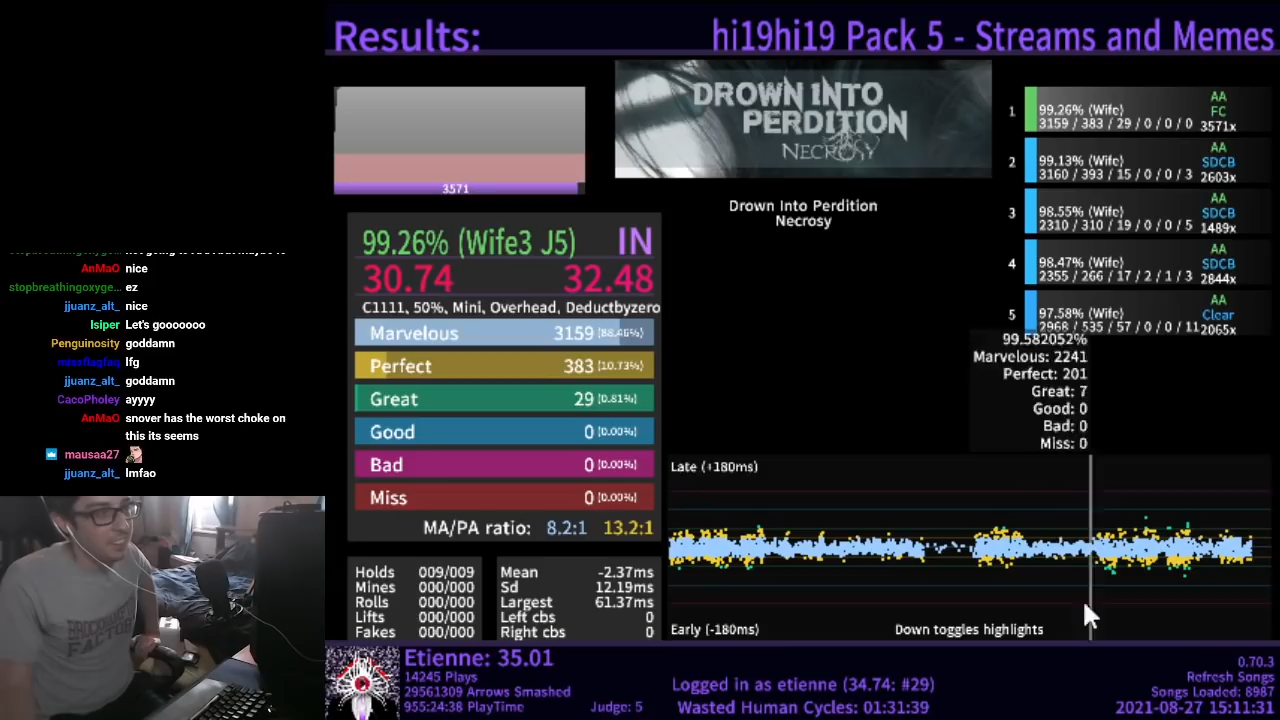 Results:
hi19hi19 Pack 5 - Streams and Memes
3571
DROWN INTO
PERDITION
NECROSY
Drown Into Perdition
Necrosy
1 99.26% (Wife) AA
FC
3159 / 383 / 29 / 0 / 0 / 0 3571x
2 99.13% (Wife) AA
SDCB
3160 / 393 / 15 / 0 / 0 / 3 2603x
3 98.55% (Wife) AA
SDCB
2310 / 310 / 19 / 0 / 0 / 5 1489x
4 98.47% (Wife) AA
SDCB
2355 / 266 / 17 / 2 / 1 / 3 2844x
5 97.58% (Wife) AA
Clear
2968 / 535 / 57 / 0 / 0 / 11 2065x
99.26% (Wife3 J5) IN
30.74 32.48
C1111, 50%, Mini, Overhead, Deductbyzero
Marvelous 3159 (88.46%)
Perfect 383 (10.73%)
Great 29 (0.81%)
Good 0 (0.00%)
Bad 0 (0.00%)
Miss 0 (0.00%)
MA/PA ratio: 8.2:1 13.2:1
Holds 009/009
Mines 000/000
Rolls 000/000
Lifts 000/000
Fakes 000/000
Mean -2.37ms
Sd 12.19ms
Largest 61.37ms
Left cbs 0
Right cbs 0
99.582052%
Marvelous: 2241
Perfect: 201
Great: 7
Good: 0
Bad: 0
Miss: 0
Late (+180ms)
Early (-180ms)
Down toggles highlights
AnMaO nice
stopbreathingoxyge... ez
jjuanz_alt_ nice
lsiper Let's gooooooo
Penguinosity goddamn
missflagfag lfg
jjuanz_alt_ goddamn
CacoPholey ayyyy
AnMaO snover has the worst choke on
this its seems
mausaa27
jjuanz_alt_ lmfao
Etienne: 35.01
14245 Plays
29561309 Arrows Smashed
955:24:38 PlayTime
Judge: 5
Logged in as etienne (34.74: #29)
Wasted Human Cycles: 01:31:39
0.70.3
Refresh Songs
Songs Loaded: 8987
2021-08-27 15:11:31